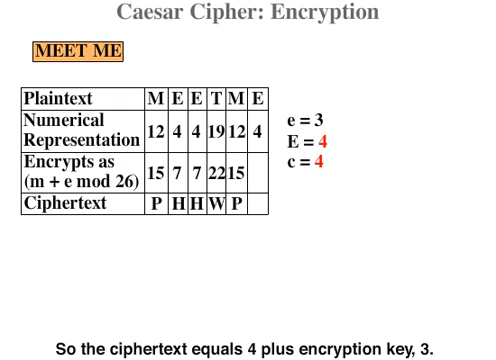 Caesar Cipher: Encryption
MEET ME
Plaintext M E E T M E
Numerical Representation 12 4 4 19 12 4
Encrypts as (m + e mod 26) 15 7 7 22 15
Ciphertext P H H W P
e = 3
E = 4
c = 4
So the ciphertext equals 4 plus encryption key, 3.